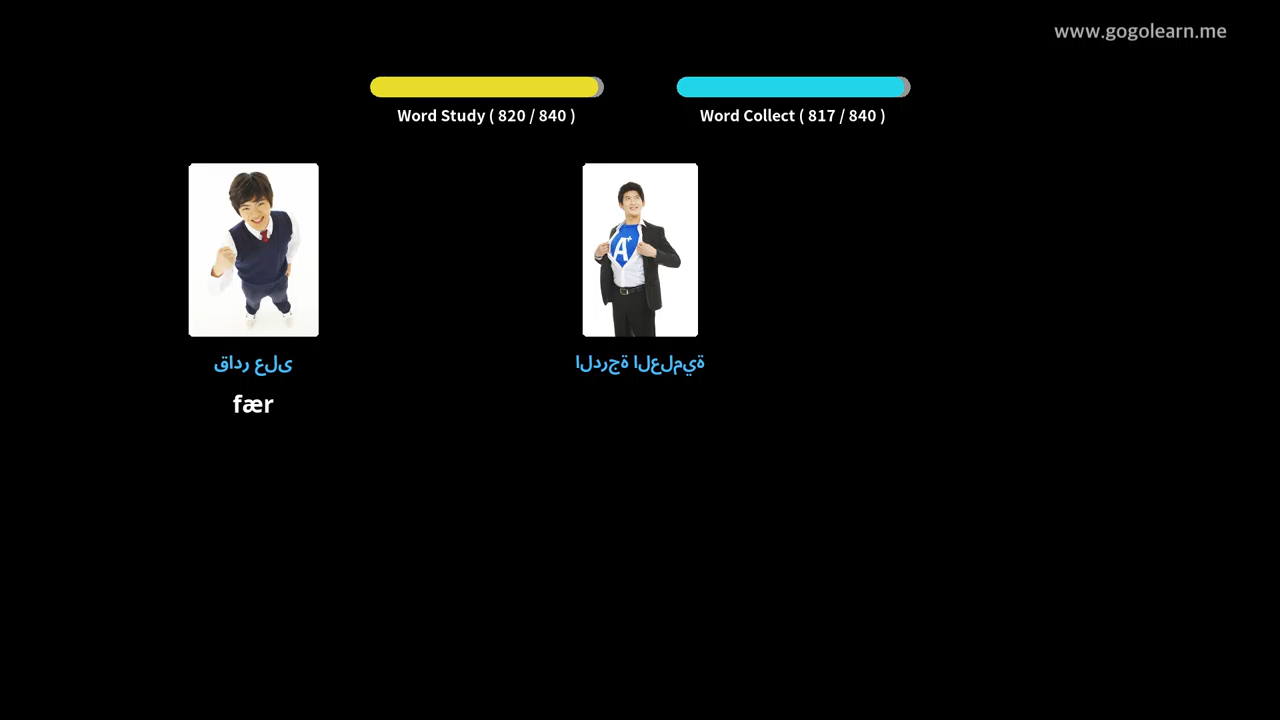 www.gogolearn.me
Word Study ( 820 / 840 )
Word Collect ( 817 / 840 )
قادر على
الدرجة العلمية
fær
A+